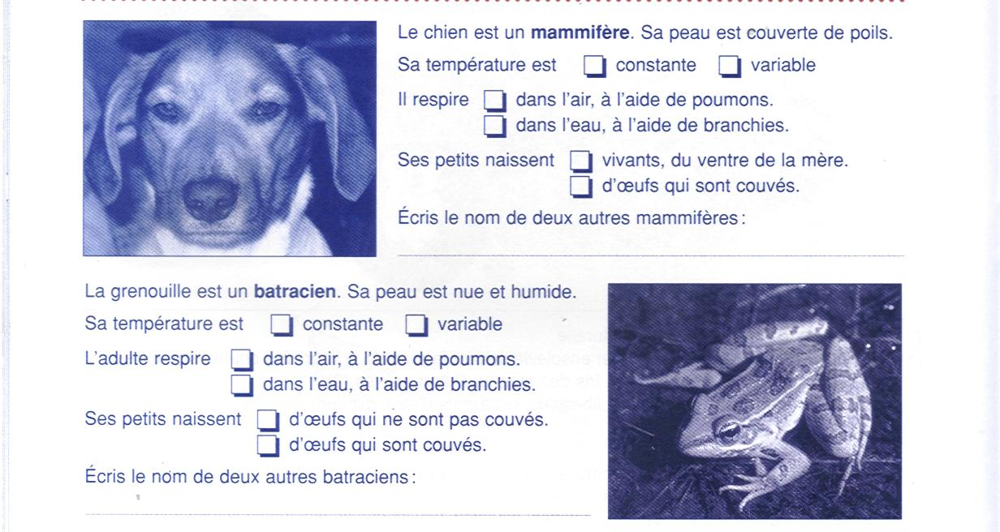 Le chien est un mammifère. Sa peau est couverte de poils.
Sa température est constante variable
Il respire dans l'air, à l'aide de poumons.
dans l'eau, à l'aide de branchies.
Ses petits naissent vivants, du ventre de la mère.
d'œufs qui sont couvés.
Écris le nom de deux autres mammifères :
La grenouille est un batracien. Sa peau est nue et humide.
Sa température est constante variable
L'adulte respire dans l'air, à l'aide de poumons.
dans l'eau, à l'aide de branchies.
Ses petits naissent d'œufs qui ne sont pas couvés.
d'œufs qui sont couvés.
Écris le nom de deux autres batraciens :